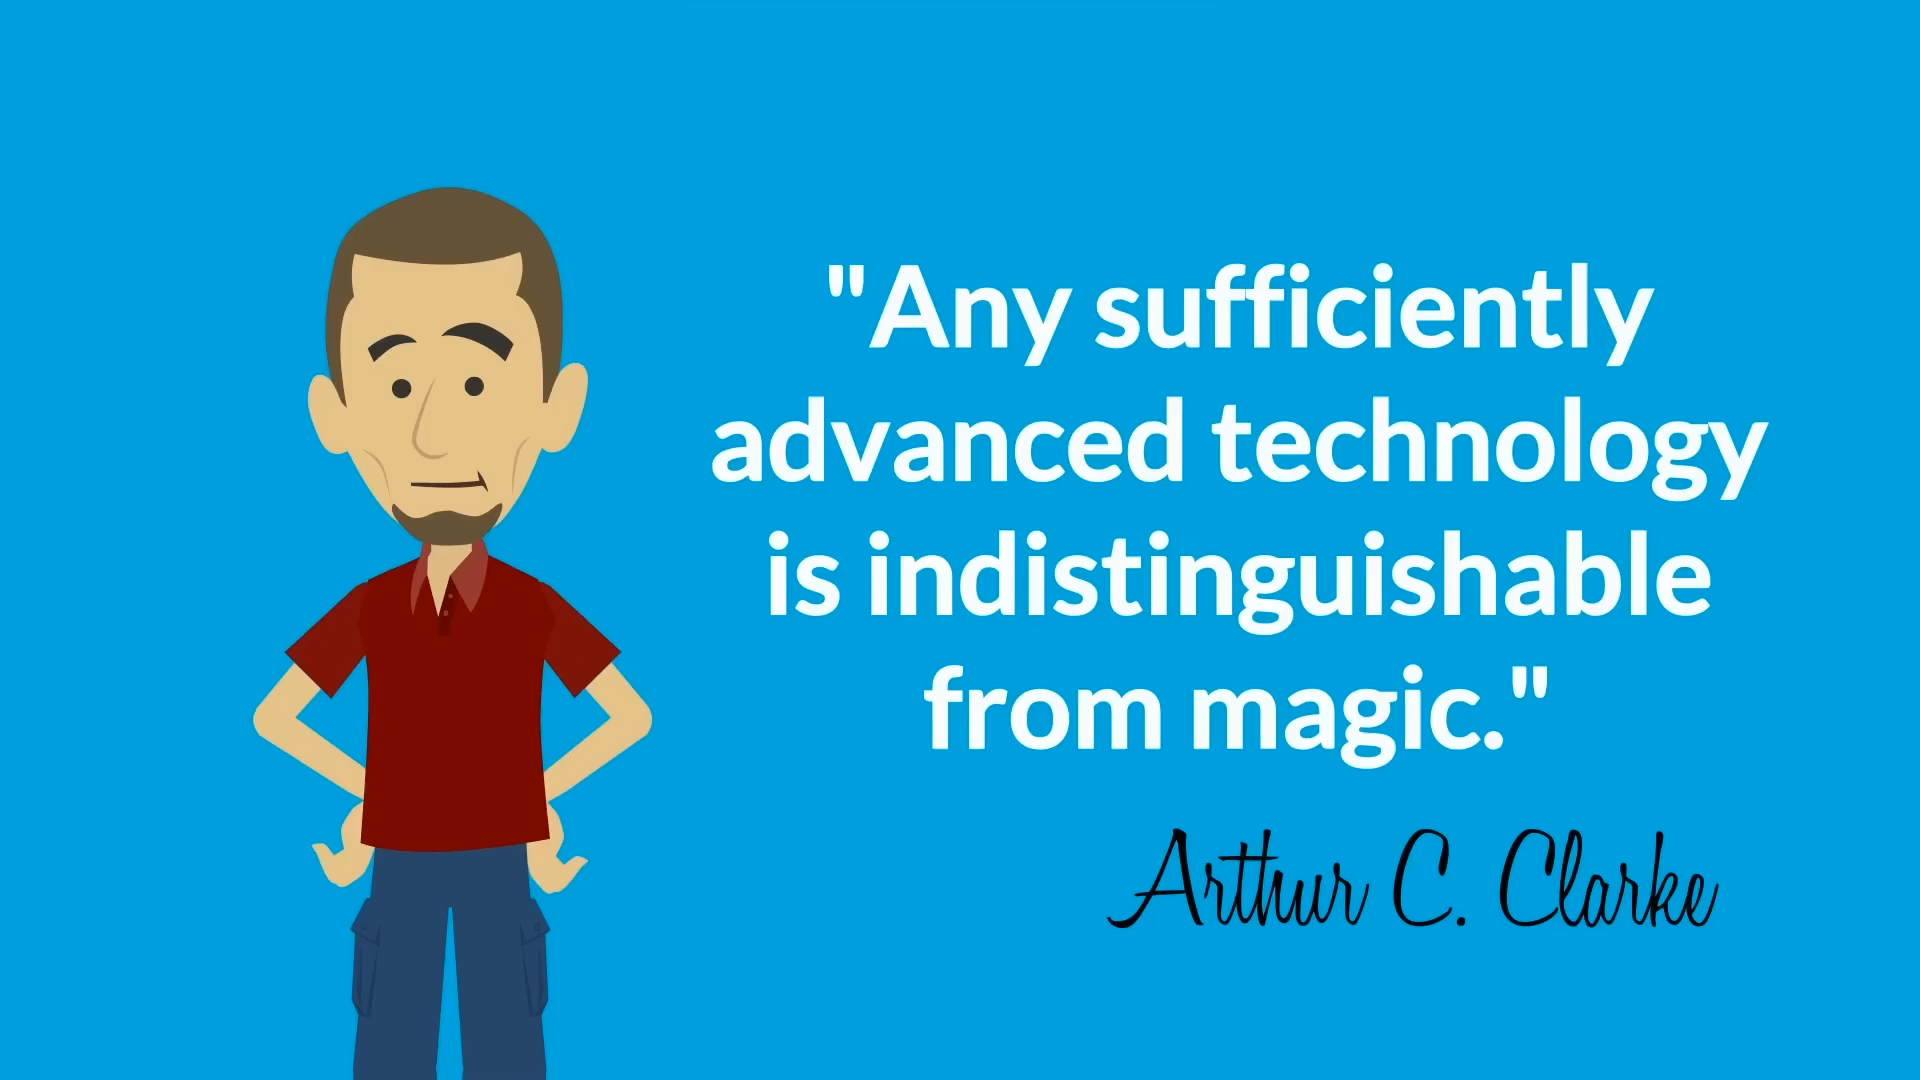 "Any sufficiently
advanced technology
is indistinguishable
from magic."
Arthur C. Clarke